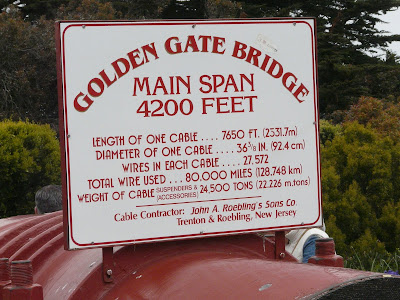 GOLDEN GATE BRIDGE
MAIN SPAN
4200 FEET
LENGTH OF ONE CABLE .... 7650 FT. (2331.7m)
DIAMETER OF ONE CABLE .... 36 3/8 IN. (92.4 cm)
WIRES IN EACH CABLE ..... 27,572
TOTAL WIRE USED ... 80,000 MILES (128,748 km)
WEIGHT OF CABLE SUSPENDERS & (ACCESSORIES) 24,500 TONS (22,226 m.tons)
Cable Contractor: John A. Roebling's Sons Co.
Trenton & Roebling, New Jersey